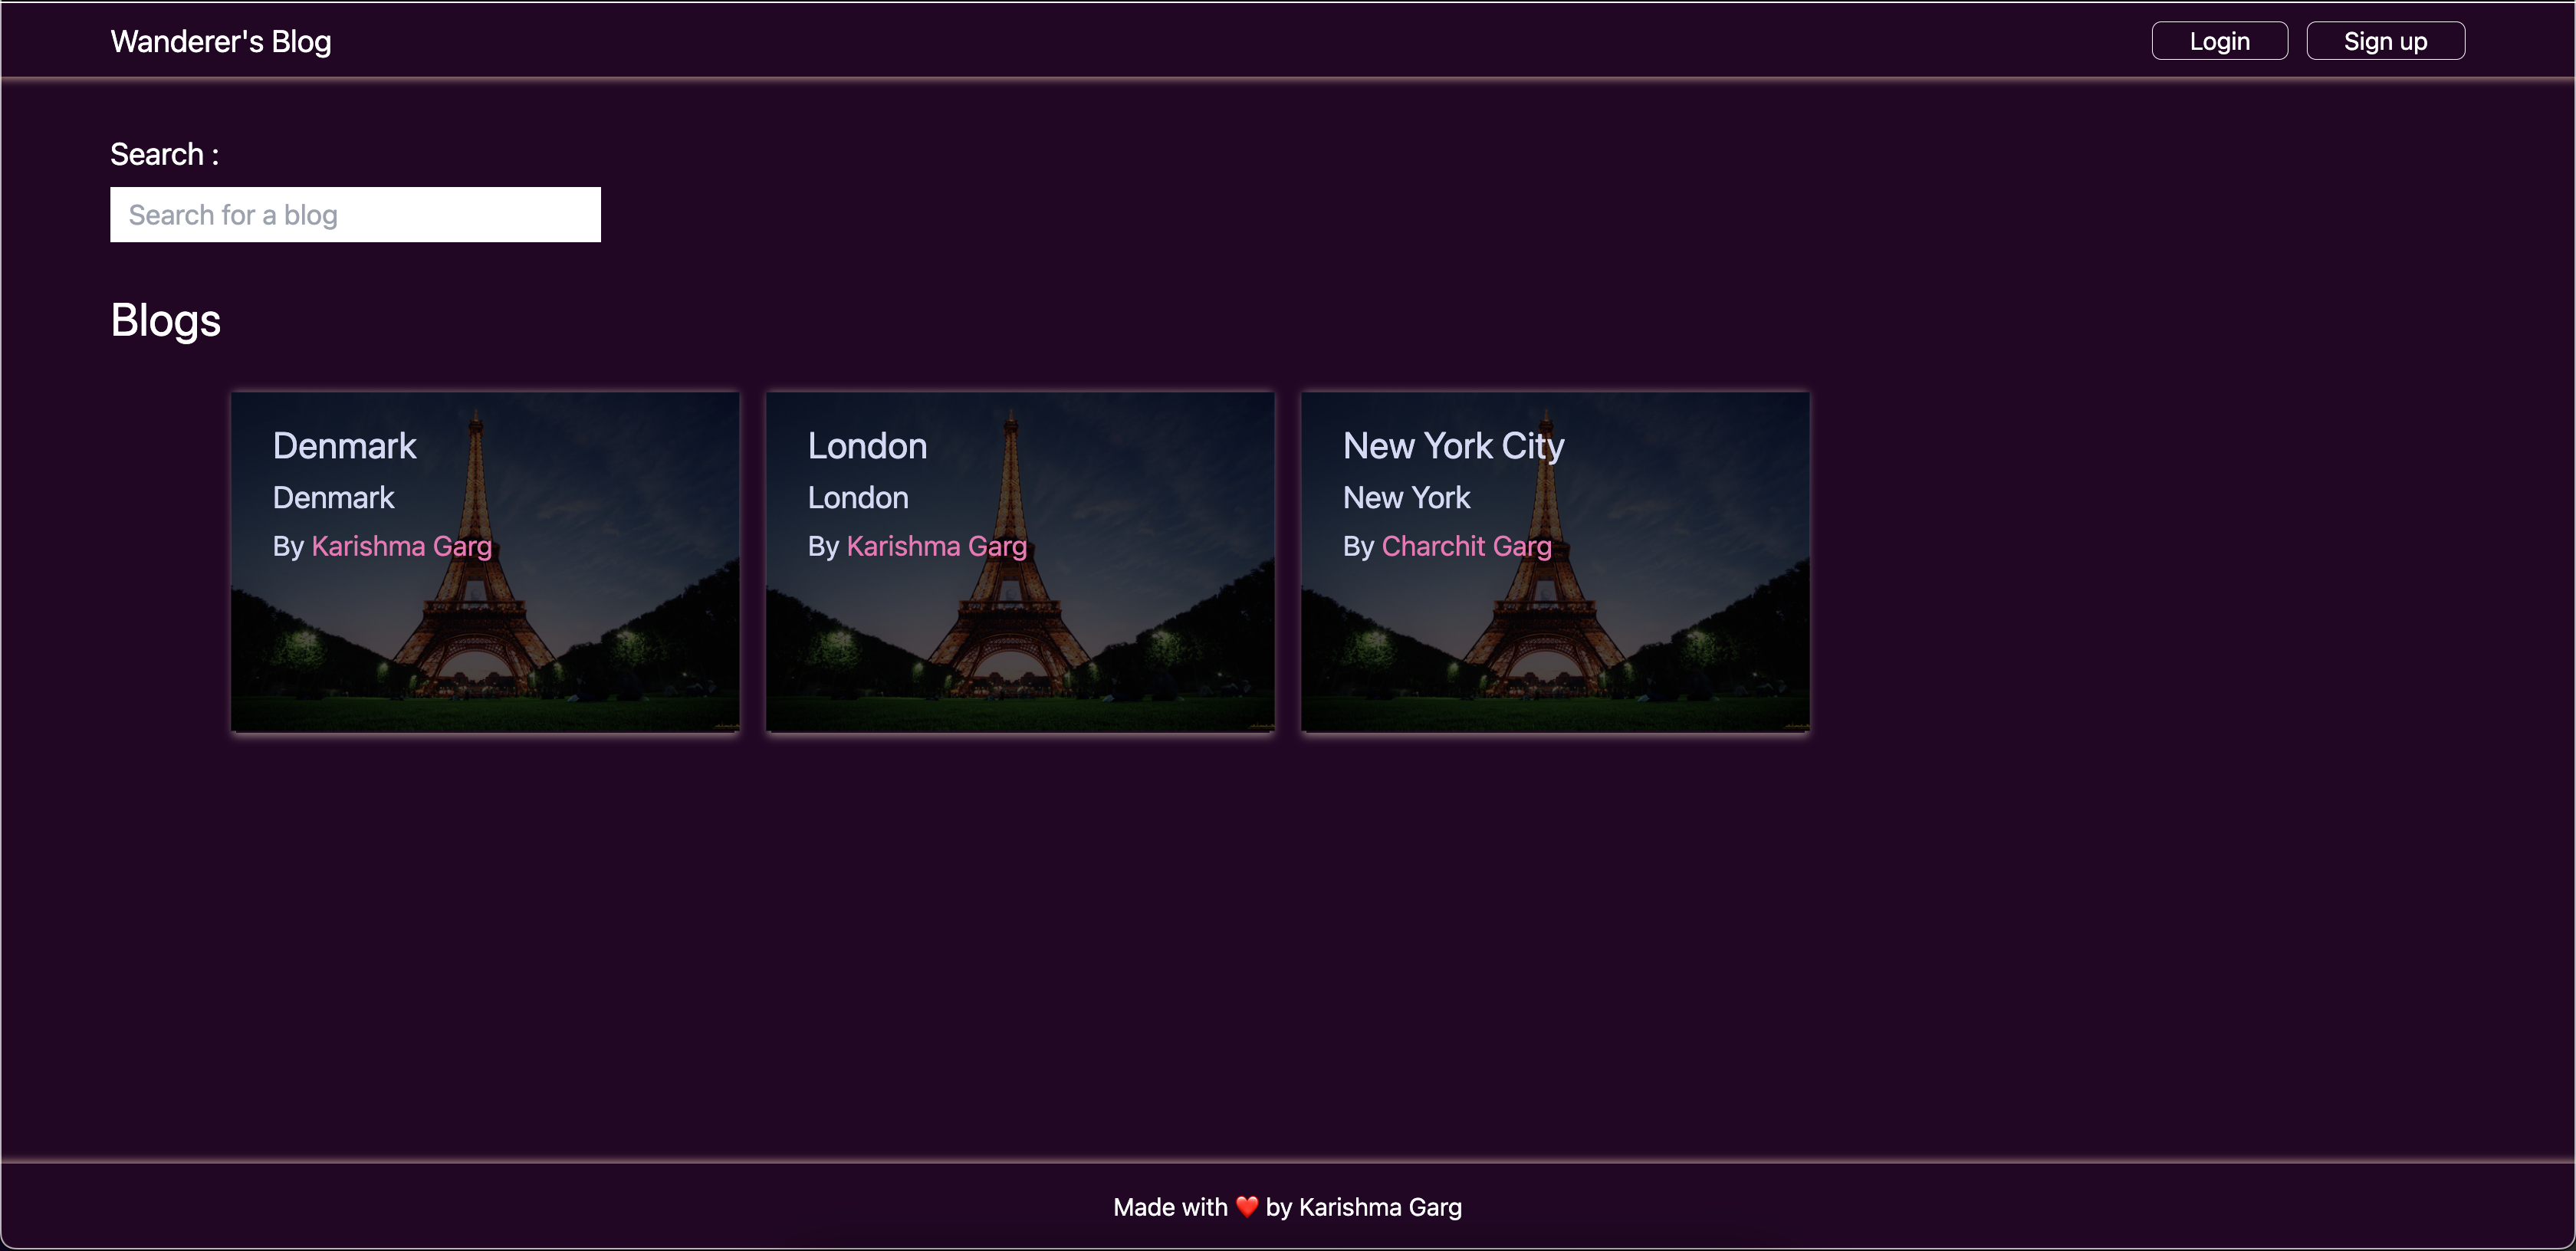 Wanderer's Blog
Login
Sign up
Search :
Search for a blog
Blogs
Denmark
Denmark
By Karishma Garg
London
London
By Karishma Garg
New York City
New York
By Charchit Garg
Made with ❤️ by Karishma Garg